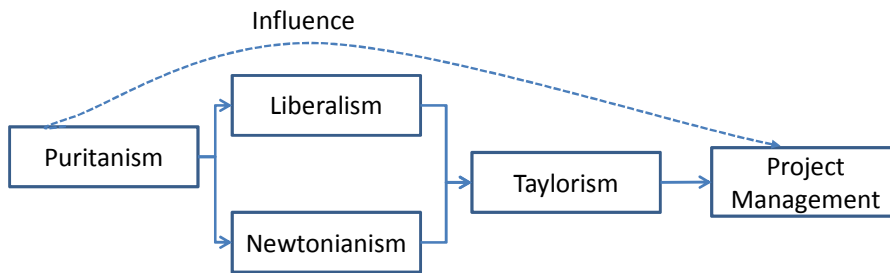 Influence
Liberalism
Puritanism
Taylorism
Project
Management
Newtonianism